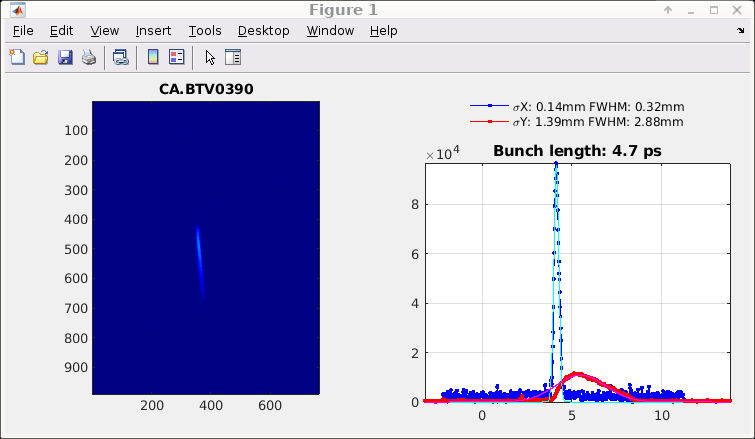 Figure 1
File Edit View Insert Tools Desktop Window Help
CA.BTV0390
100
200
300
400
500
600
700
800
900
200 400 600
σX: 0.14mm FWHM: 0.32mm
σY: 1.39mm FWHM: 2.88mm
Bunch length: 4.7 ps
×10⁴
8
6
4
2
0
0 5 10